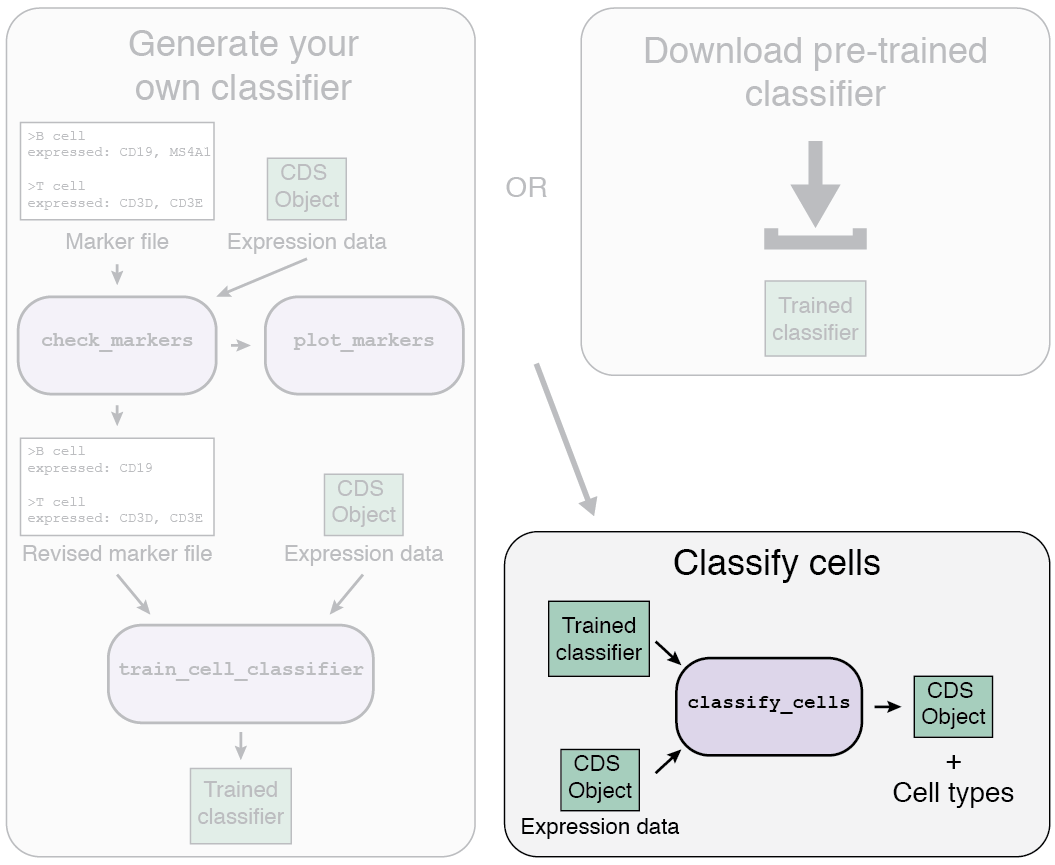 Generate your
own classifier
>B cell
expressed: CD19, MS4A1
>T cell
expressed: CD3D, CD3E
Marker file
CDS
Object
Expression data
check_markers
plot_markers
>B cell
expressed: CD19
>T cell
expressed: CD3D, CD3E
Revised marker file
CDS
Object
Expression data
train_cell_classifier
Trained
classifier
OR
Download pre-trained
classifier
Trained
classifier
Classify cells
Trained
classifier
CDS
Object
Expression data
classify_cells
CDS
Object
+
Cell types